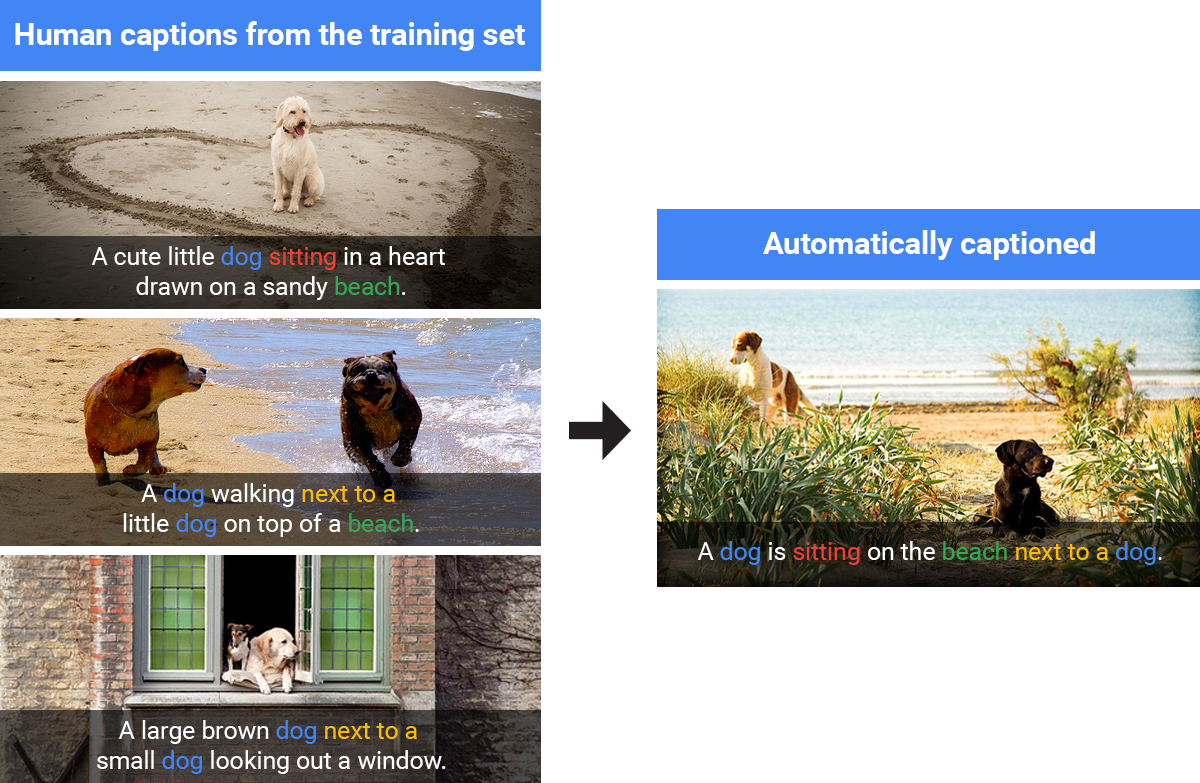 Human captions from the training set
A cute little dog sitting in a heart
drawn on a sandy beach.
A dog walking next to a
little dog on top of a beach.
A large brown dog next to a
small dog looking out a window.
Automatically captioned
A dog is sitting on the beach next to a dog.